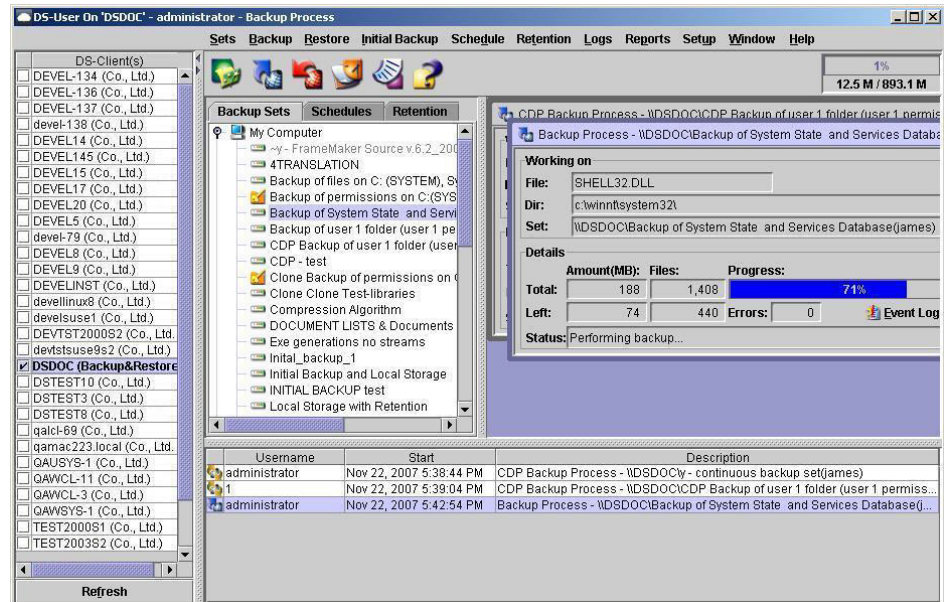 DS-User On 'DSDOC' - administrator - Backup Process
Sets Backup Restore Initial Backup Schedule Retention Logs Reports Setup Window Help
1%
12.5 M / 893.1 M
DS-Client(s)
DEVEL-134 (Co., Ltd.)
DEVEL-136 (Co., Ltd.)
DEVEL-137 (Co., Ltd.)
devel-138 (Co., Ltd.)
DEVEL14 (Co., Ltd.)
DEVEL145 (Co., Ltd.)
DEVEL15 (Co., Ltd.)
DEVEL17 (Co., Ltd.)
DEVEL20 (Co., Ltd.)
DEVEL5 (Co., Ltd.)
devel-79 (Co., Ltd.)
DEVEL8 (Co., Ltd.)
DEVEL9 (Co., Ltd.)
DEVELINST (Co., Ltd.)
devellinux8 (Co., Ltd.)
develsuse1 (Co., Ltd.)
DEVTST2000S2 (Co., Ltd.
devtstsuse9s2 (Co., Ltd.)
DSDOC (Backup&Restore
DSTEST10 (Co., Ltd.)
DSTEST3 (Co., Ltd.)
DSTEST8 (Co., Ltd.)
qalcl-69 (Co., Ltd.)
qamac223.local (Co., Ltd.
QAUSYS-1 (Co., Ltd.)
QAWCL-11 (Co., Ltd.)
QAWCL-3 (Co., Ltd.)
QAWSYS-1 (Co., Ltd.)
TEST2000S1 (Co., Ltd.)
TEST2003S2 (Co., Ltd.)
Refresh
Backup Sets Schedules Retention
My Computer
~y - FrameMaker Source v.6.2_200
4TRANSLATION
Backup of files on C: (SYSTEM), Sy
Backup of permissions on C:(SYS
Backup of System State and Servi
Backup of user 1 folder (user 1 pe
CDP Backup of user 1 folder (user
CDP - test
Clone Backup of permissions on
Clone Clone Test-libraries
Compression Algorithm
DOCUMENT LISTS & Documents
Exe generations no streams
Inital_backup_1
Initial Backup and Local Storage
INITIAL BACKUP test
Local Storage with Retention
CDP Backup Process - \\DSDOC\CDP Backup of user 1 folder (user 1 permis
Backup Process - \\DSDOC\Backup of System State and Services Databa
Working on
File: SHELL32.DLL
Dir: c:\winnt\system32\
Set: \\DSDOC\Backup of System State and Services Database(james)
Details
Amount(MB): Files: Progress:
Total: 188 1,408 71%
Left: 74 440 Errors: 0 Event Log
Status: Performing backup...
Username Start Description
administrator Nov 22, 2007 5:38:44 PM CDP Backup Process - \\DSDOC\y - continuous backup set(james)
1 Nov 22, 2007 5:39:04 PM CDP Backup Process - \\DSDOC\CDP Backup of user 1 folder (user 1 permiss...
administrator Nov 22, 2007 5:42:54 PM Backup Process - \\DSDOC\Backup of System State and Services Database(j...